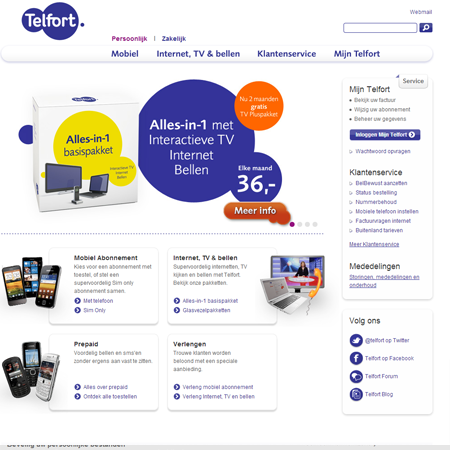 Telfort.
Webmail
Persoonlijk | Zakelijk
Mobiel Internet, TV & bellen Klantenservice Mijn Telfort
Telfort.
Alles-in-1
basispakket
Interactieve TV
Internet
Bellen
Alles-in-1 met
Interactieve TV
Internet
Bellen
Nu 2 maanden
gratis
TV Pluspakket
Elke maand
36,-
Meer info
Service
Mijn Telfort
Bekijk uw factuur
Wijzig uw abonnement
Beheer uw gegevens
Inloggen Mijn Telfort
Wachtwoord opvragen
Klantenservice
BelBewust aanzetten
Status bestelling
Nummerbehoud
Mobiele telefoon instellen
Factuurvragen internet
Buitenland tarieven
Meer Klantenservice
Mededelingen
Storingen, mededelingen en
onderhoud
Mobiel Abonnement
Kies voor een abonnement met
toestel, of stel een
supervoordelig Sim only
abonnement samen.
Met telefoon
Sim Only
Internet, TV & bellen
Supervoordelig internetten, TV
kijken en bellen met Telfort.
Bekijk onze pakketten.
Alles-in-1 basispakket
Glasvezelpakketten
Prepaid
Voordelig bellen en sms'en
zonder ergens aan vast te zitten.
Alles over prepaid
Ontdek alle toestellen
Verlengen
Trouwe klanten worden
beloond met een speciale
aanbieding.
Verleng mobiel abonnement
Verleng Internet, TV en bellen
Volg ons
@telfort op Twitter
Telfort op Facebook
Telfort Forum
Telfort Blog
Beveilig uw persoonlijke bestanden